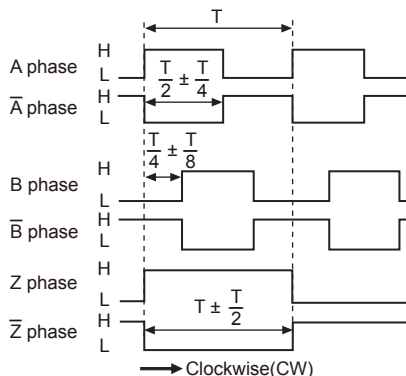 T
H
A phase
L
T/2 ± T/4
H
A̅ phase
L
T/4 ± T/8
H
B phase
L
H
B̅ phase
L
H
Z phase
L
T ± T/2
H
Z̅ phase
L
Clockwise(CW)